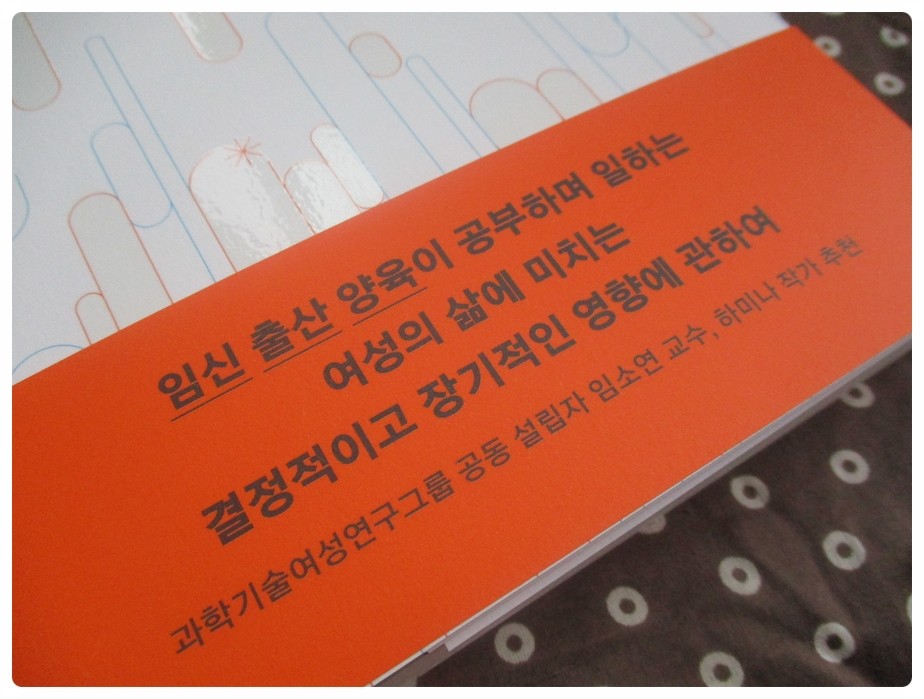 임신 출산 양육이 공부하며 일하는
여성의 삶에 미치는
결정적이고 장기적인 영향에 관하여
과학기술여성연구그룹 공동 설립자 임소연 교수, 하미나 작가 추천